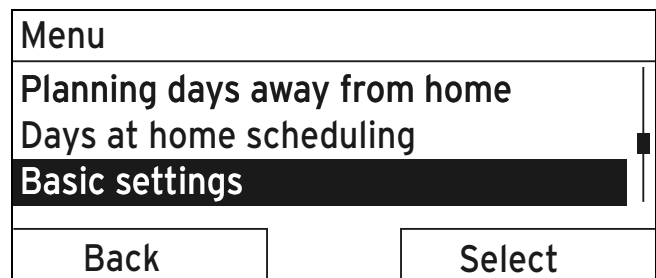 Menu
Planning days away from home
Days at home scheduling
Basic settings
Back
Select